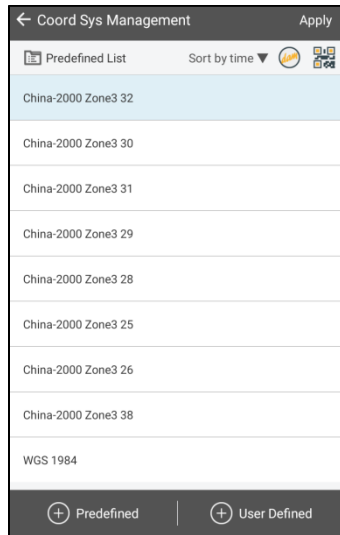 Coord Sys Management Apply
Predefined List Sort by time
China-2000 Zone3 32
China-2000 Zone3 30
China-2000 Zone3 31
China-2000 Zone3 29
China-2000 Zone3 28
China-2000 Zone3 25
China-2000 Zone3 26
China-2000 Zone3 38
WGS 1984
Predefined User Defined